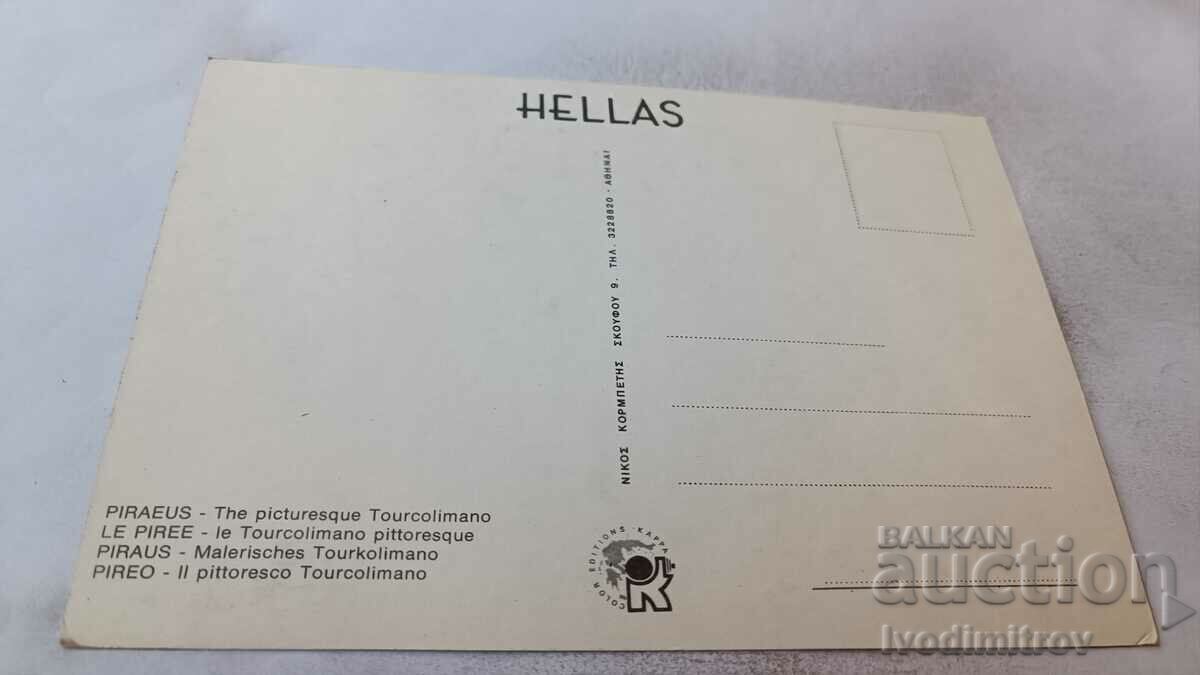 HELLAS
ΝΙΚΟΣ ΚΟΡΜΠΕΤΗΣ ΣΚΟΥΦΟΥ 9. ΤΗΛ. 3228820 - ΑΘΗΝΑΙ
PIRAEUS - The picturesque Tourcolimano
LE PIREE - le Tourcolimano pittoresque
PIRAUS - Malerisches Tourkolimano
PIREO - Il pittoresco Tourcolimano
COLOR EDITIONS · KAPPA
K
BALKAN
auction
Ivodimitrov